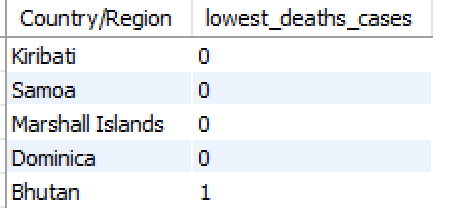 Country/Region lowest_deaths_cases
Kiribati 0
Samoa 0
Marshall Islands 0
Dominica 0
Bhutan 1